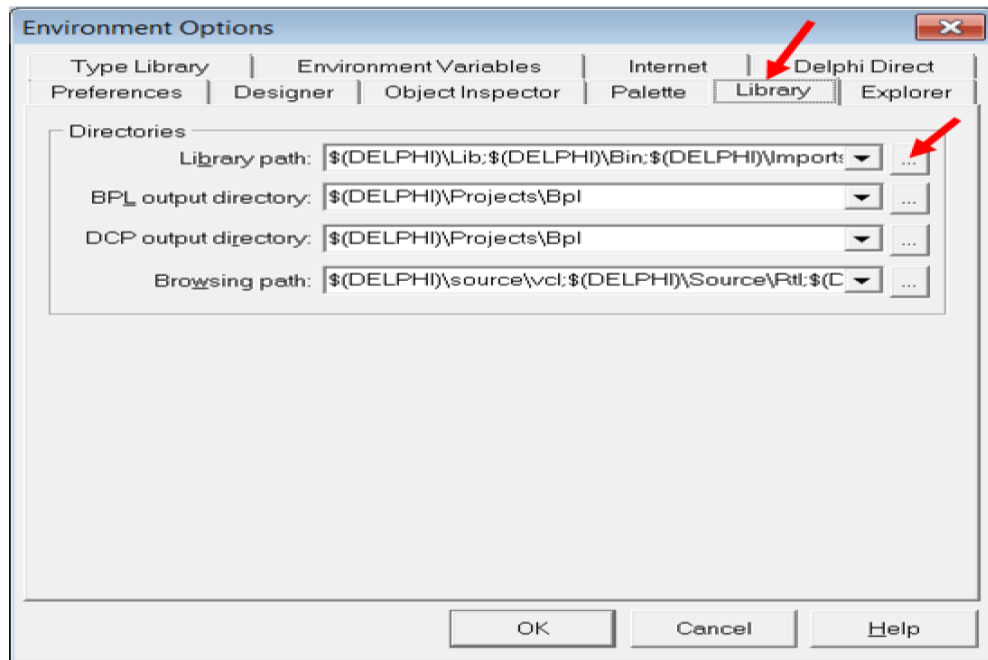 Environment Options
Type Library Environment Variables Internet Delphi Direct
Preferences Designer Object Inspector Palette Library Explorer
Directories
Library path: $(DELPHI)\Lib;$(DELPHI)\Bin;$(DELPHI)\Imports ...
BPL output directory: $(DELPHI)\Projects\Bpl ...
DCP output directory: $(DELPHI)\Projects\Bpl ...
Browsing path: $(DELPHI)\source\vcl;$(DELPHI)\Source\Rtl;$(D ...
OK Cancel Help